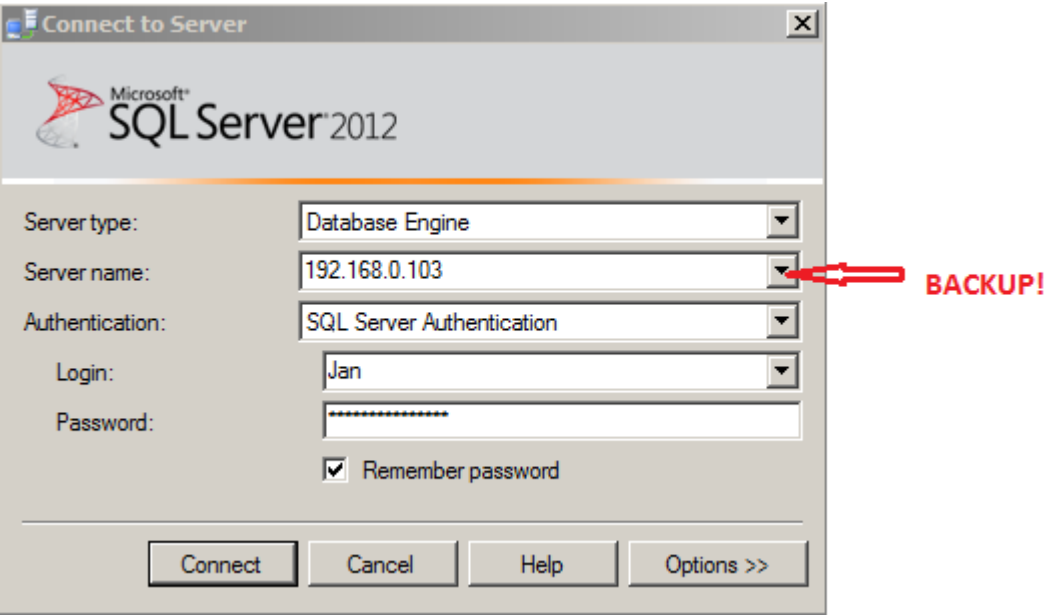 Connect to Server
Microsoft®
SQL Server® 2012
Server type: Database Engine
Server name: 192.168.0.103
BACKUP!
Authentication: SQL Server Authentication
Login: Jan
Password: ***************
Remember password
Connect Cancel Help Options >>